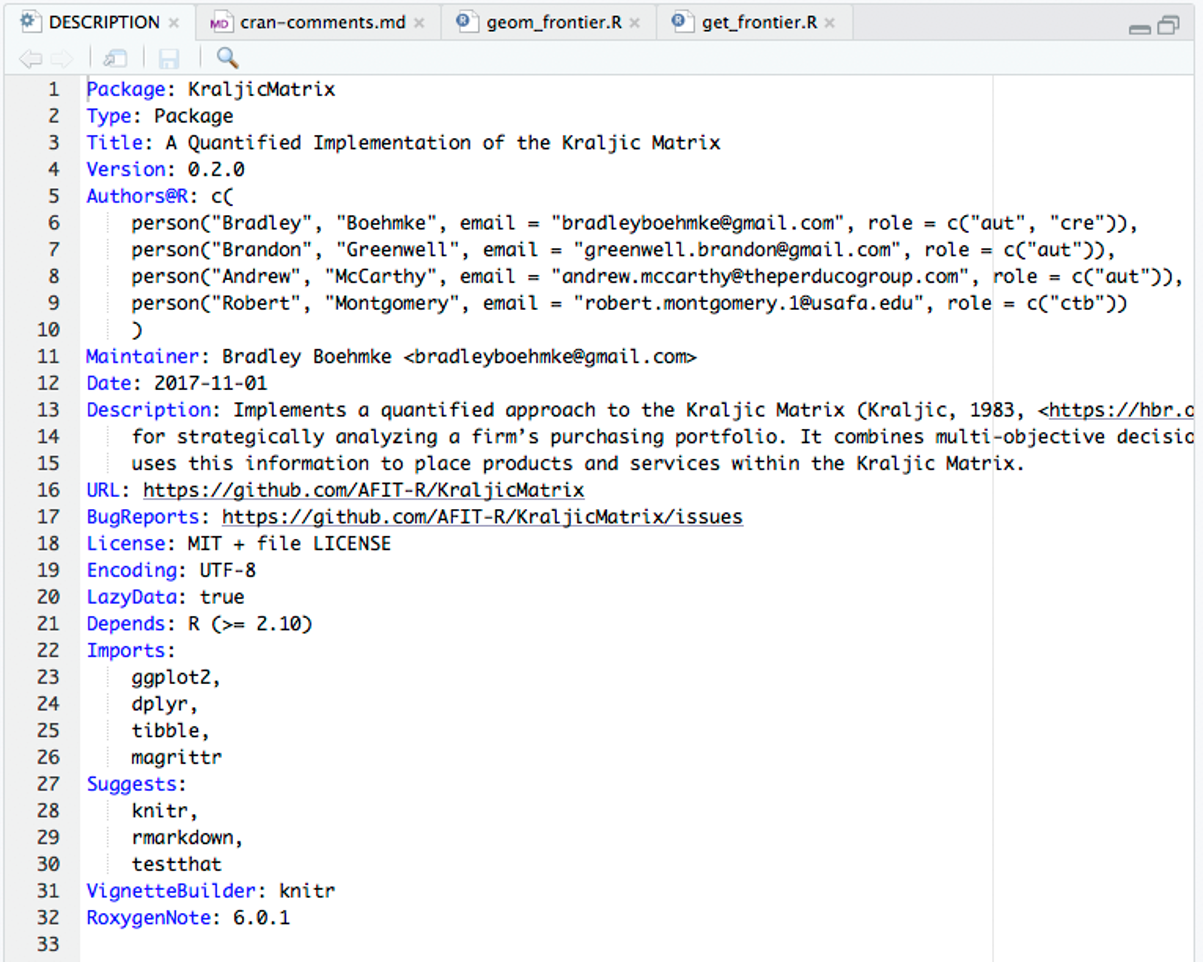 DESCRIPTION
cran-comments.md
geom_frontier.R
get_frontier.R
1 Package: KraljicMatrix
2 Type: Package
3 Title: A Quantified Implementation of the Kraljic Matrix
4 Version: 0.2.0
5 Authors@R: c(
6 person("Bradley", "Boehmke", email = "bradleyboehmke@gmail.com", role = c("aut", "cre")),
7 person("Brandon", "Greenwell", email = "greenwell.brandon@gmail.com", role = c("aut")),
8 person("Andrew", "McCarthy", email = "andrew.mccarthy@theperducogroup.com", role = c("aut")),
9 person("Robert", "Montgomery", email = "robert.montgomery.1@usafa.edu", role = c("ctb"))
10 )
11 Maintainer: Bradley Boehmke <bradleyboehmke@gmail.com>
12 Date: 2017-11-01
13 Description: Implements a quantified approach to the Kraljic Matrix (Kraljic, 1983, <https://hbr.o
14 for strategically analyzing a firm’s purchasing portfolio. It combines multi-objective decisio
15 uses this information to place products and services within the Kraljic Matrix.
16 URL: https://github.com/AFIT-R/KraljicMatrix
17 BugReports: https://github.com/AFIT-R/KraljicMatrix/issues
18 License: MIT + file LICENSE
19 Encoding: UTF-8
20 LazyData: true
21 Depends: R (>= 2.10)
22 Imports:
23 ggplot2,
24 dplyr,
25 tibble,
26 magrittr
27 Suggests:
28 knitr,
29 rmarkdown,
30 testthat
31 VignetteBuilder: knitr
32 RoxygenNote: 6.0.1
33